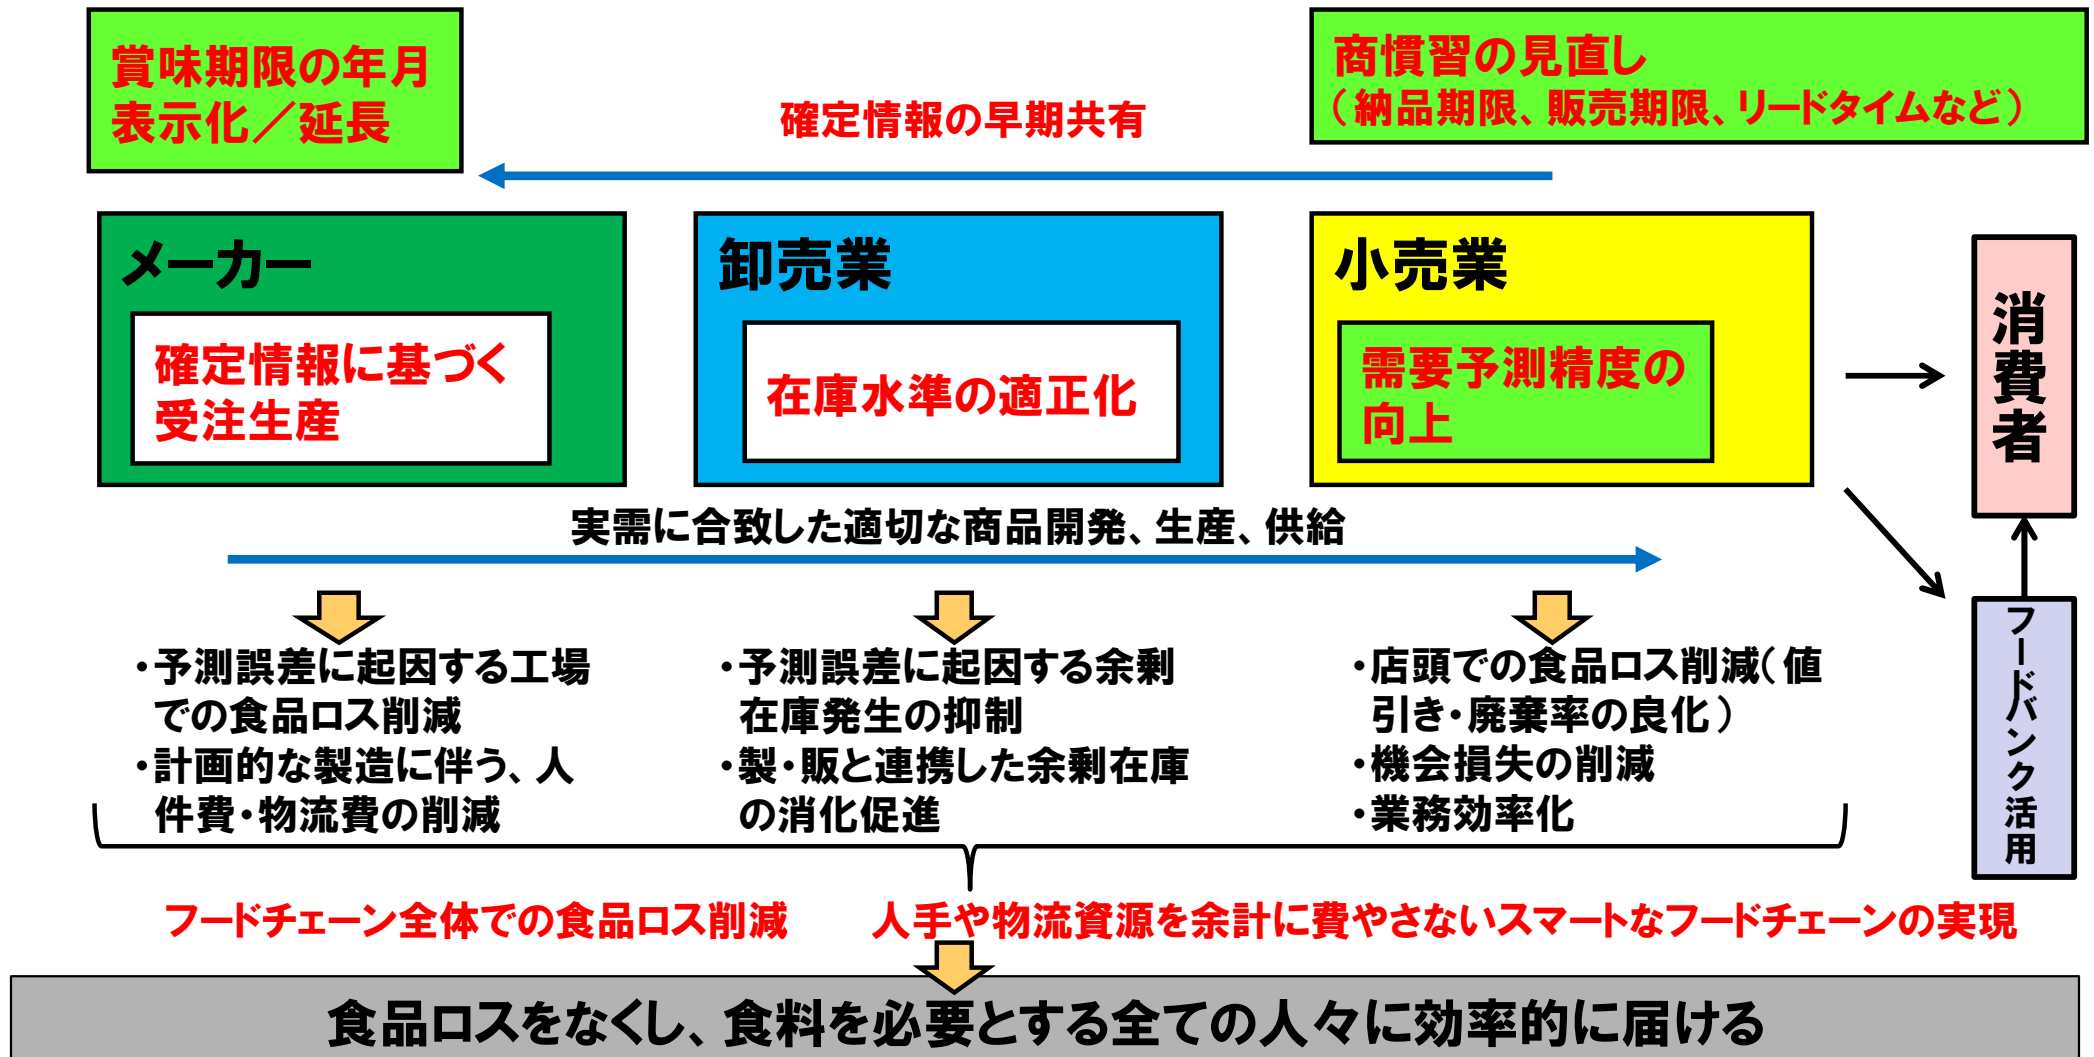 賞味期限の年月
表示化／延長
確定情報の早期共有
商慣習の見直し
（納品期限、販売期限、リードタイムなど）
メーカー
確定情報に基づく
受注生産
卸売業
在庫水準の適正化
小売業
需要予測精度の
向上
消費者
実需に合致した適切な商品開発、生産、供給
・予測誤差に起因する工場
での食品ロス削減
・計画的な製造に伴う、人
件費・物流費の削減
・予測誤差に起因する余剰
在庫発生の抑制
・製・販と連携した余剰在庫
の消化促進
・店頭での食品ロス削減（値
引き・廃棄率の良化）
・機会損失の削減
・業務効率化
フードバンク活用
フードチェーン全体での食品ロス削減
人手や物流資源を余計に費やさないスマートなフードチェーンの実現
食品ロスをなくし、食料を必要とする全ての人々に効率的に届ける